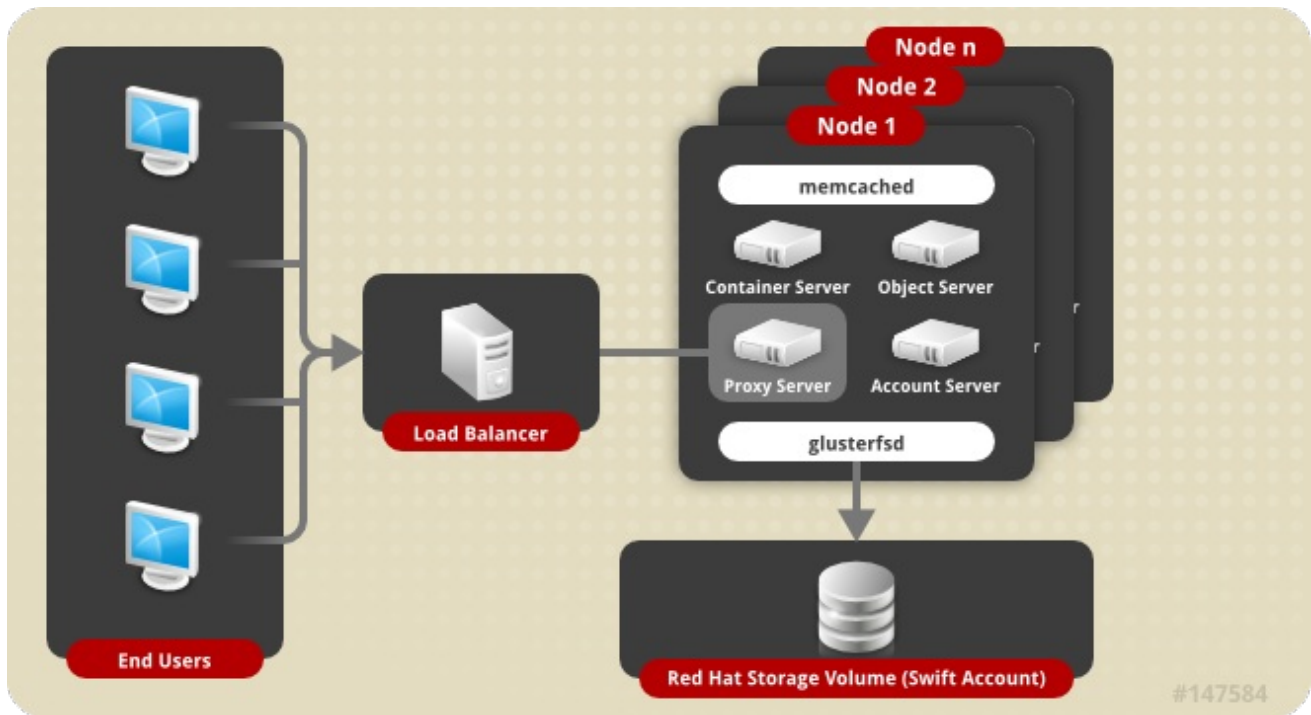 Node n
Node 2
Node 1
memcached
Container Server
Object Server
Proxy Server
Account Server
glusterfsd
Load Balancer
End Users
Red Hat Storage Volume (Swift Account)
#147584